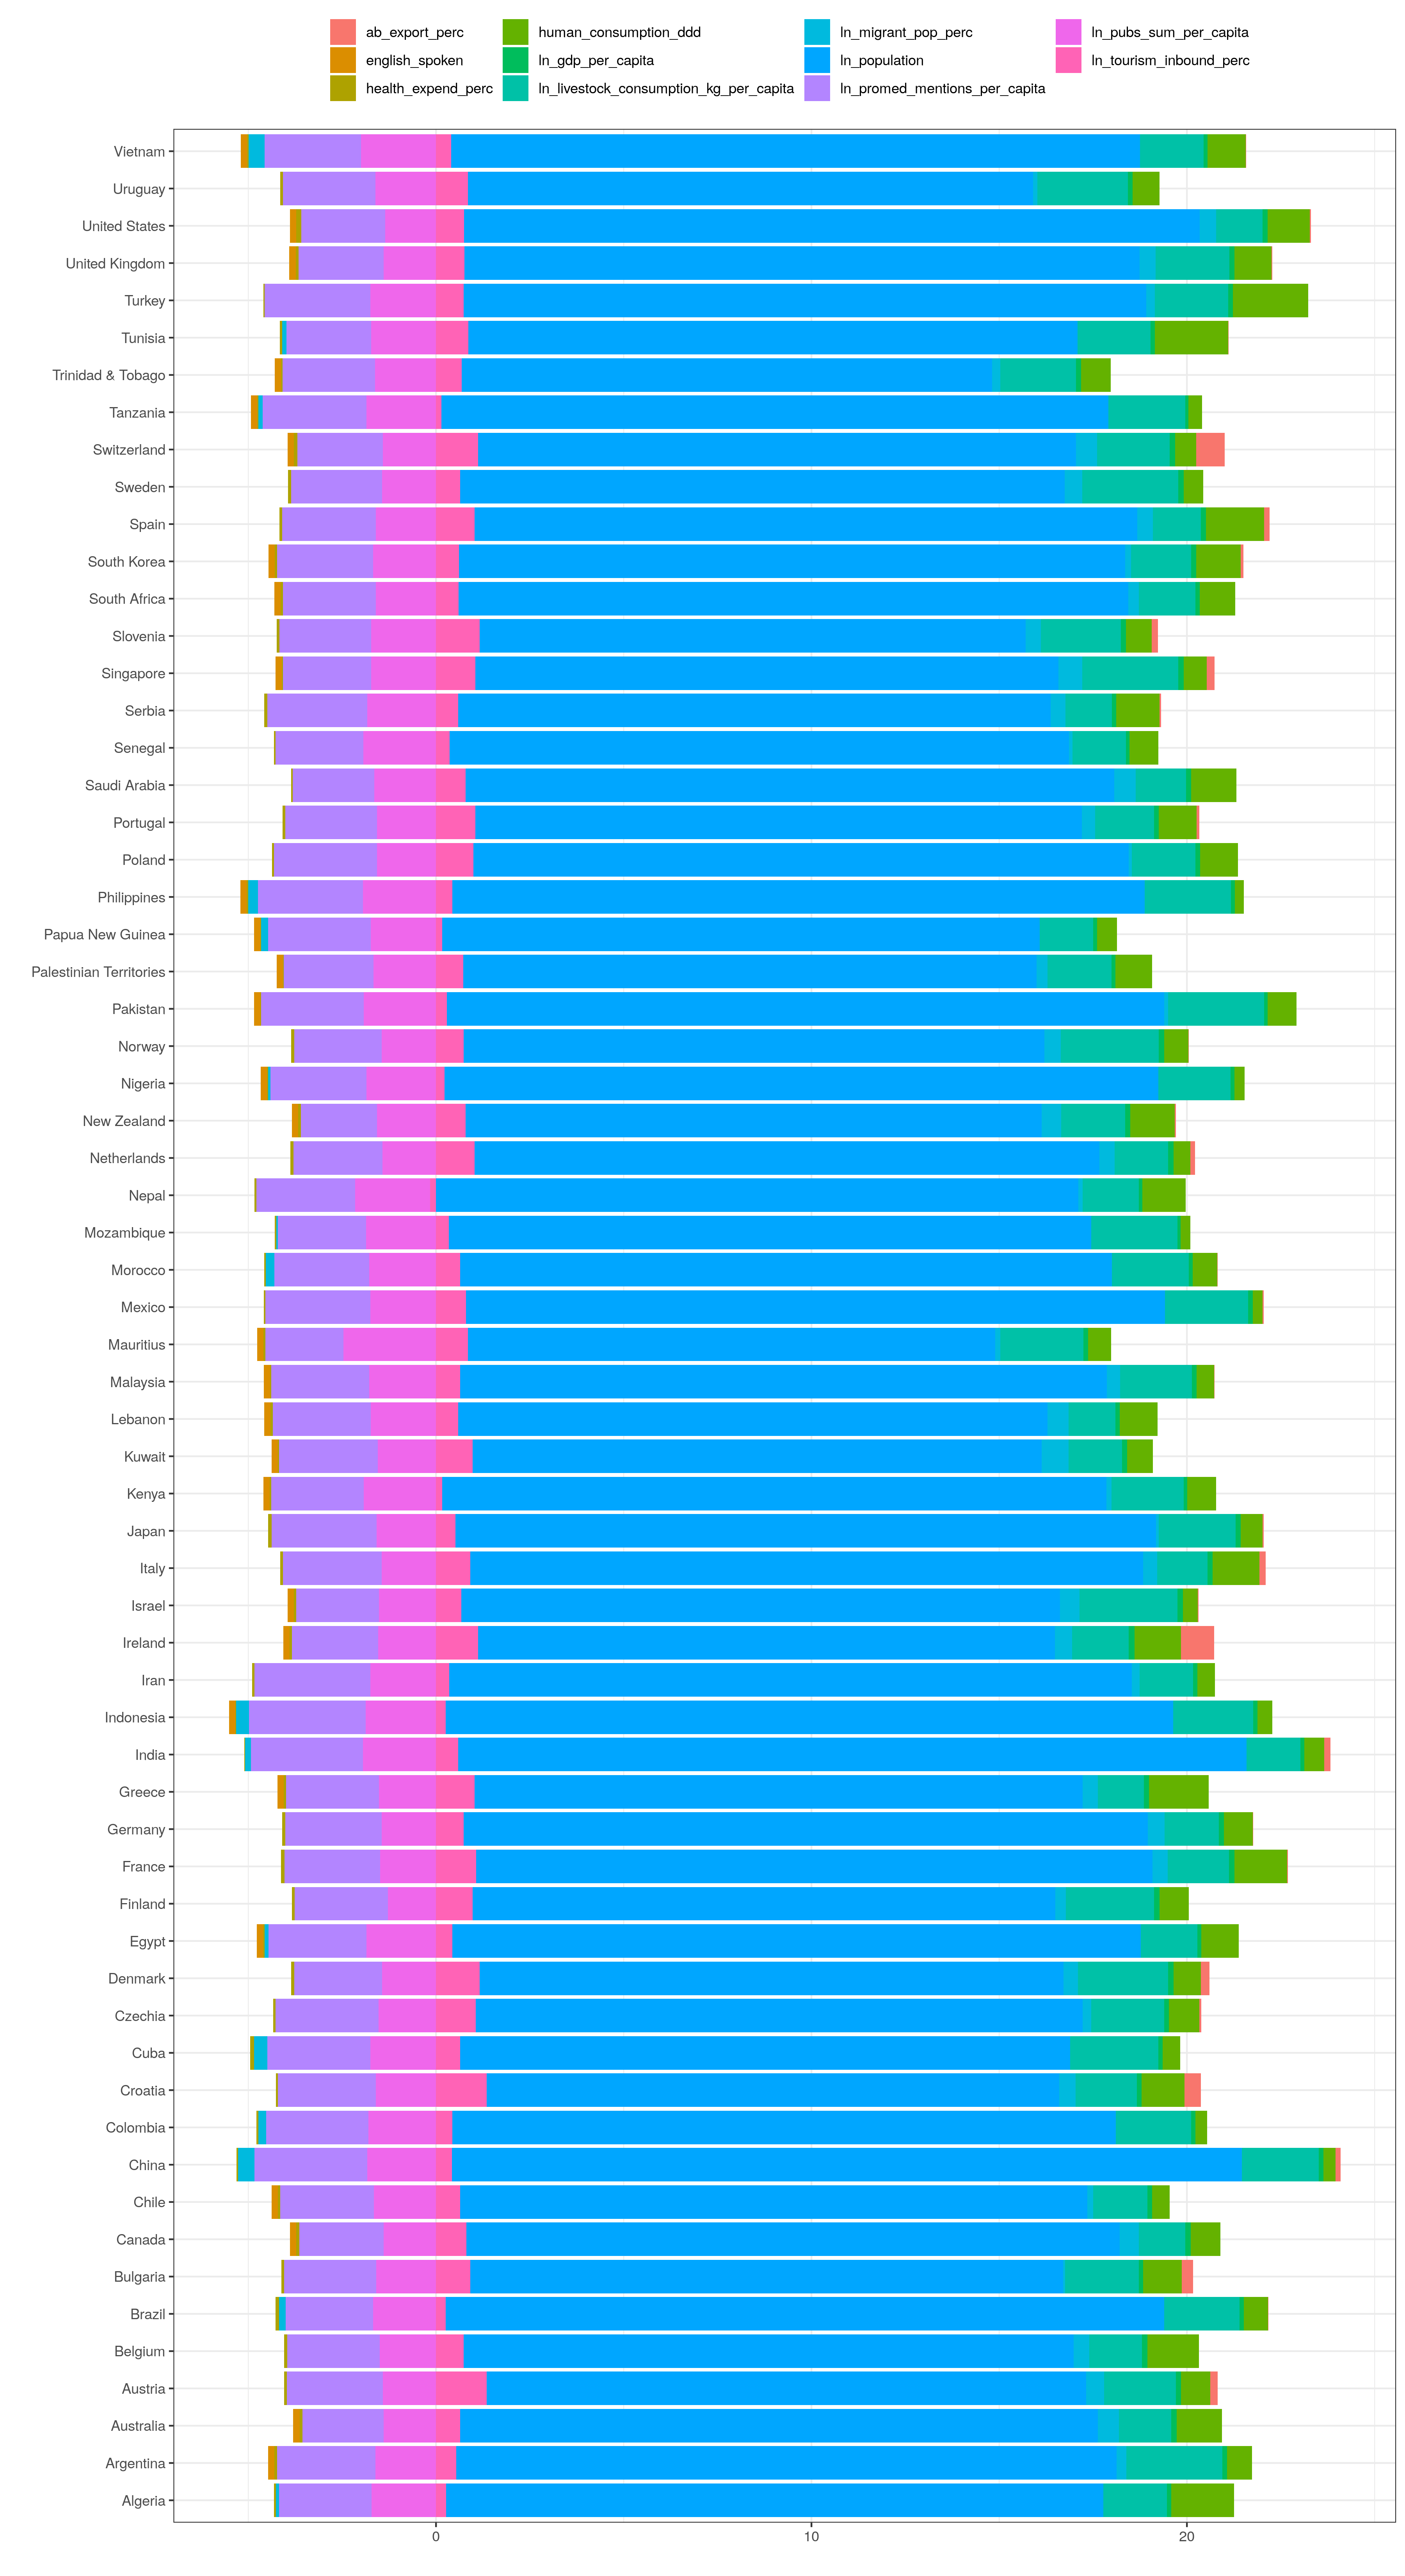 ab_export_perc human_consumption_ddd ln_migrant_pop_perc ln_pubs_sum_per_capita
english_spoken ln_gdp_per_capita ln_population ln_tourism_inbound_perc
health_expend_perc ln_livestock_consumption_kg_per_capita ln_promed_mentions_per_capita
Vietnam
Uruguay
United States
United Kingdom
Turkey
Tunisia
Trinidad & Tobago
Tanzania
Switzerland
Sweden
Spain
South Korea
South Africa
Slovenia
Singapore
Serbia
Senegal
Saudi Arabia
Portugal
Poland
Philippines
Papua New Guinea
Palestinian Territories
Pakistan
Norway
Nigeria
New Zealand
Netherlands
Nepal
Mozambique
Morocco
Mexico
Mauritius
Malaysia
Lebanon
Kuwait
Kenya
Japan
Italy
Israel
Ireland
Iran
Indonesia
India
Greece
Germany
France
Finland
Egypt
Denmark
Czechia
Cuba
Croatia
Colombia
China
Chile
Canada
Bulgaria
Brazil
Belgium
Austria
Australia
Argentina
Algeria
0 10 20